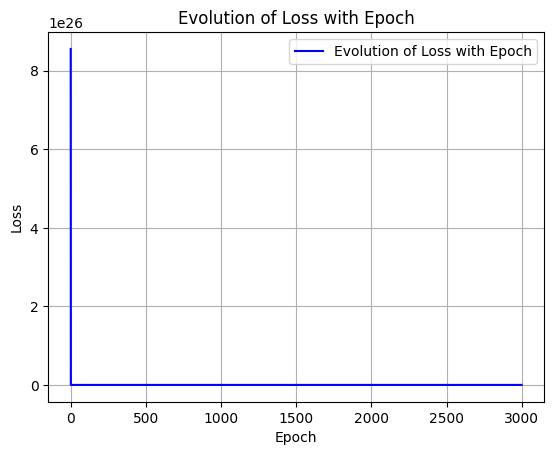 Evolution of Loss with Epoch
1e26
Evolution of Loss with Epoch
8
6
4
2
0
Loss
0 500 1000 1500 2000 2500 3000
Epoch